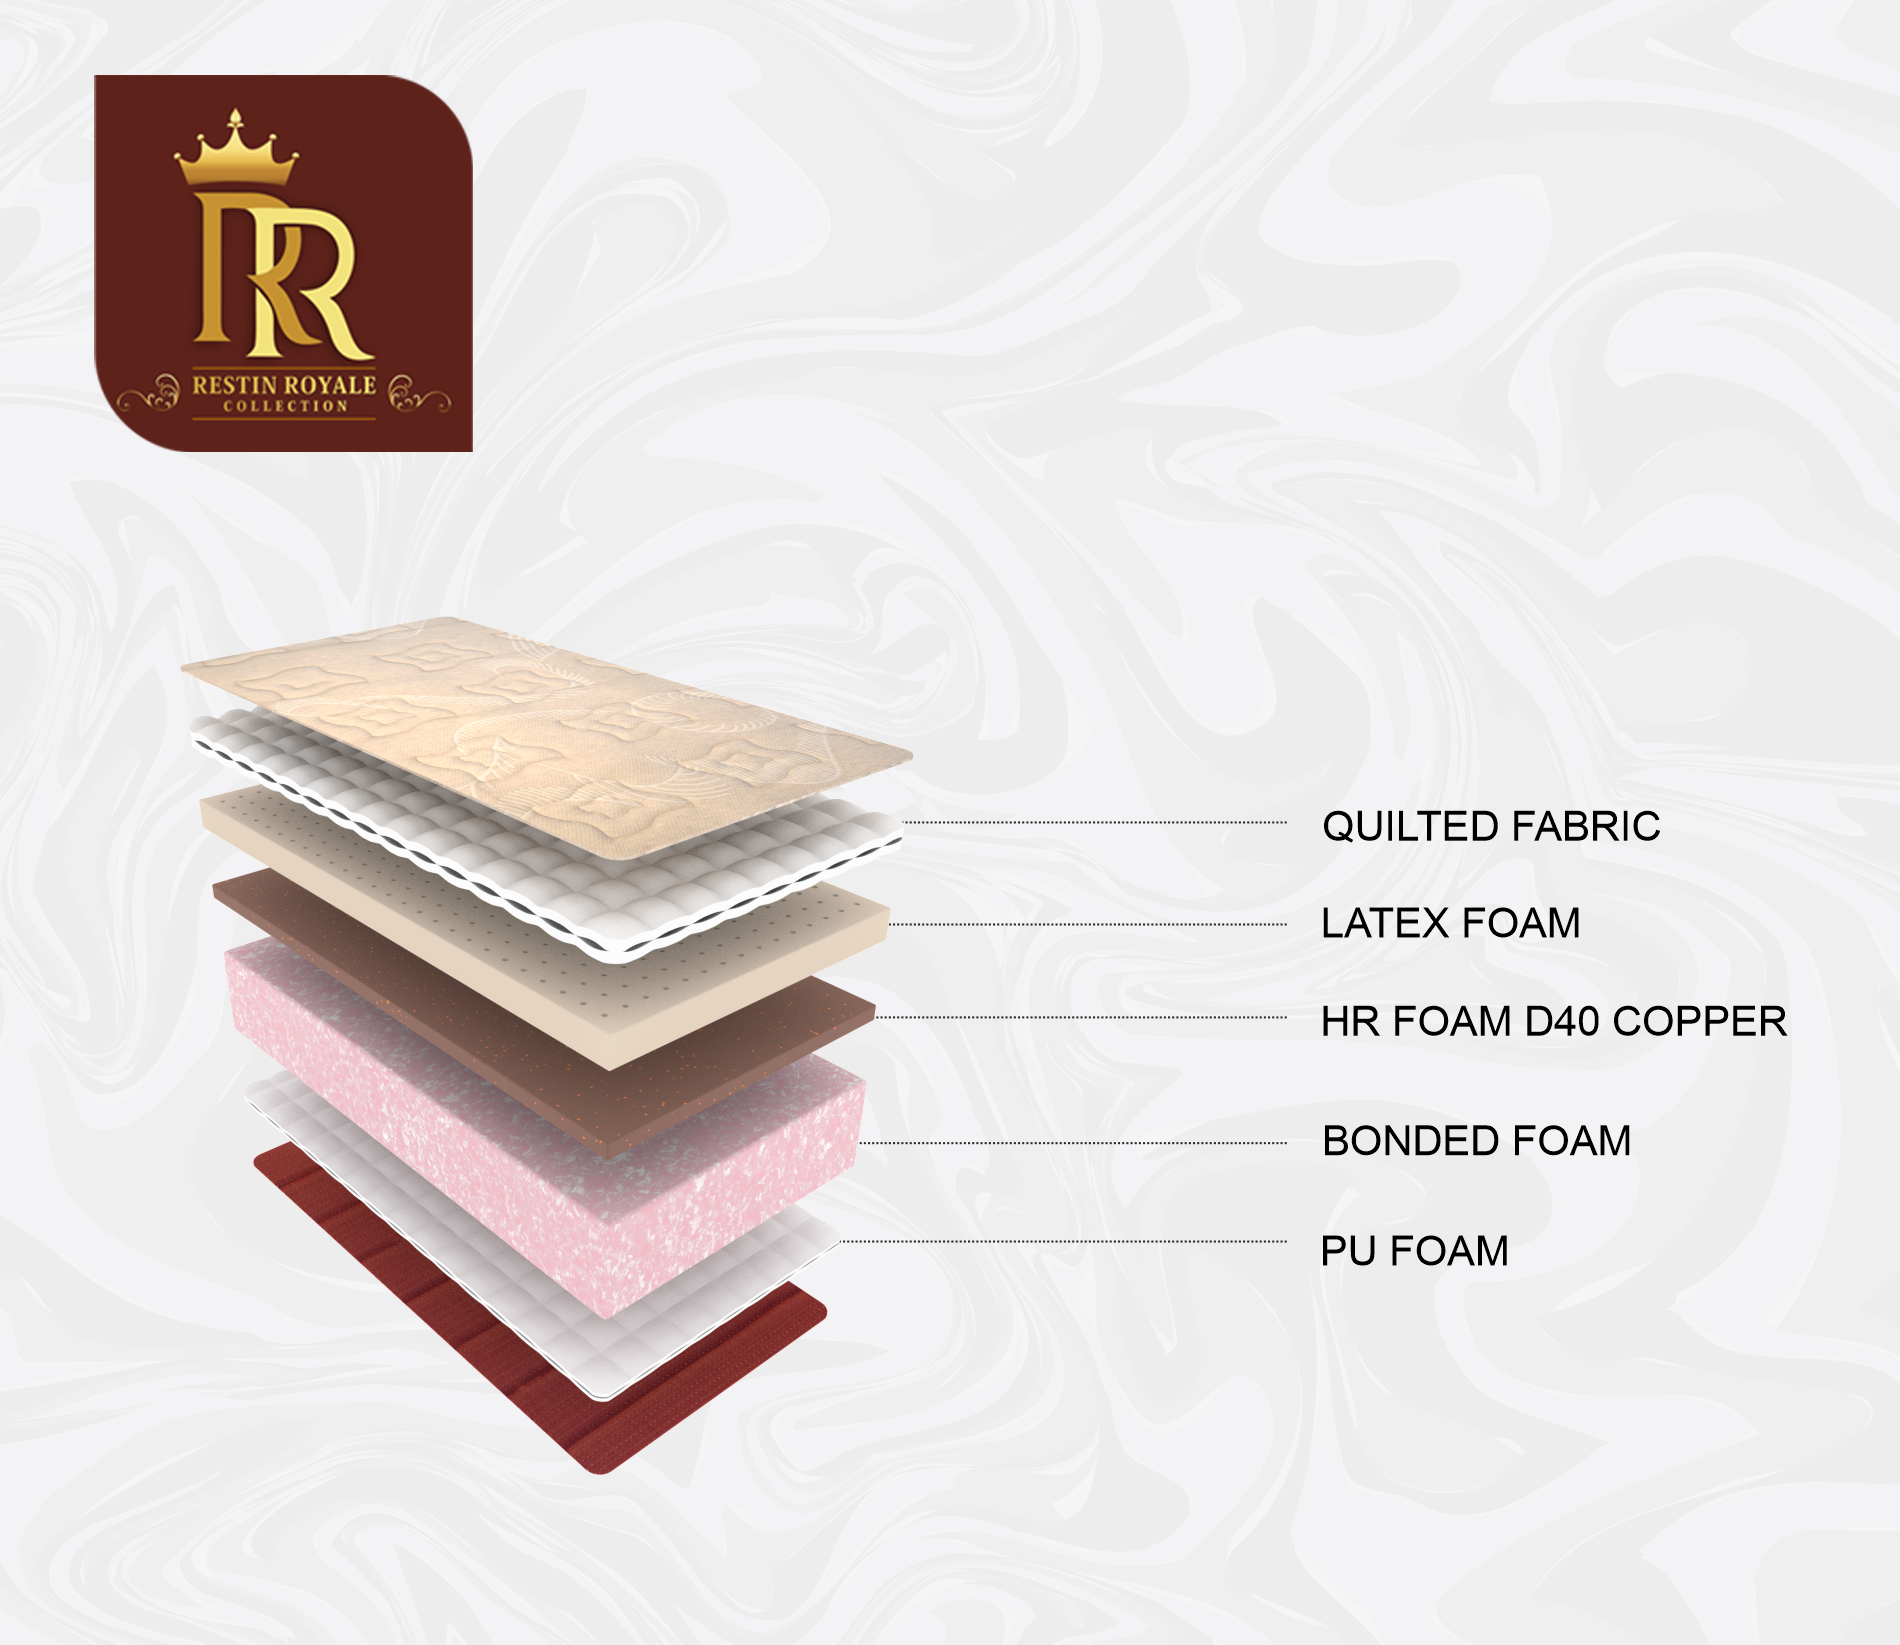 RR
RESTIN ROYALE
COLLECTION
QUILTED FABRIC
LATEX FOAM
HR FOAM D40 COPPER
BONDED FOAM
PU FOAM